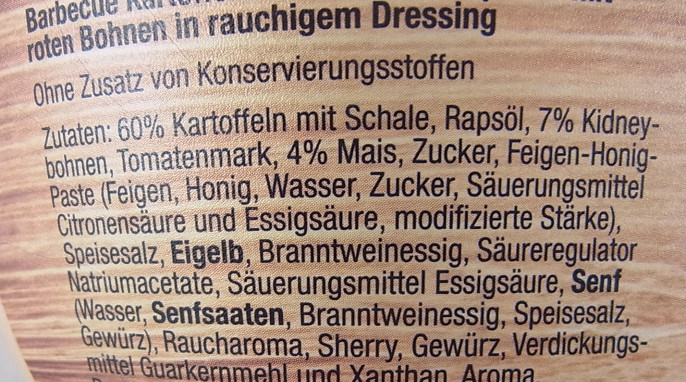 Barbecue
roten Bohnen in rauchigem Dressing
Ohne Zusatz von Konservierungsstoffen
Zutaten: 60% Kartoffeln mit Schale, Rapsöl, 7% Kidney-
bohnen, Tomatenmark, 4% Mais, Zucker, Feigen-Honig-
Paste (Feigen, Honig, Wasser, Zucker, Säuerungsmittel
Citronensäure und Essigsäure, modifizierte Stärke),
Speisesalz, Eigelb, Branntweinessig, Säureregulator
Natriumacetate, Säuerungsmittel Essigsäure, Senf
(Wasser, Senfsaaten, Branntweinessig, Speisesalz,
Gewürz), Raucharoma, Sherry, Gewürz, Verdickungs-
mittel Guarkernmehl und Xanthan, Aroma